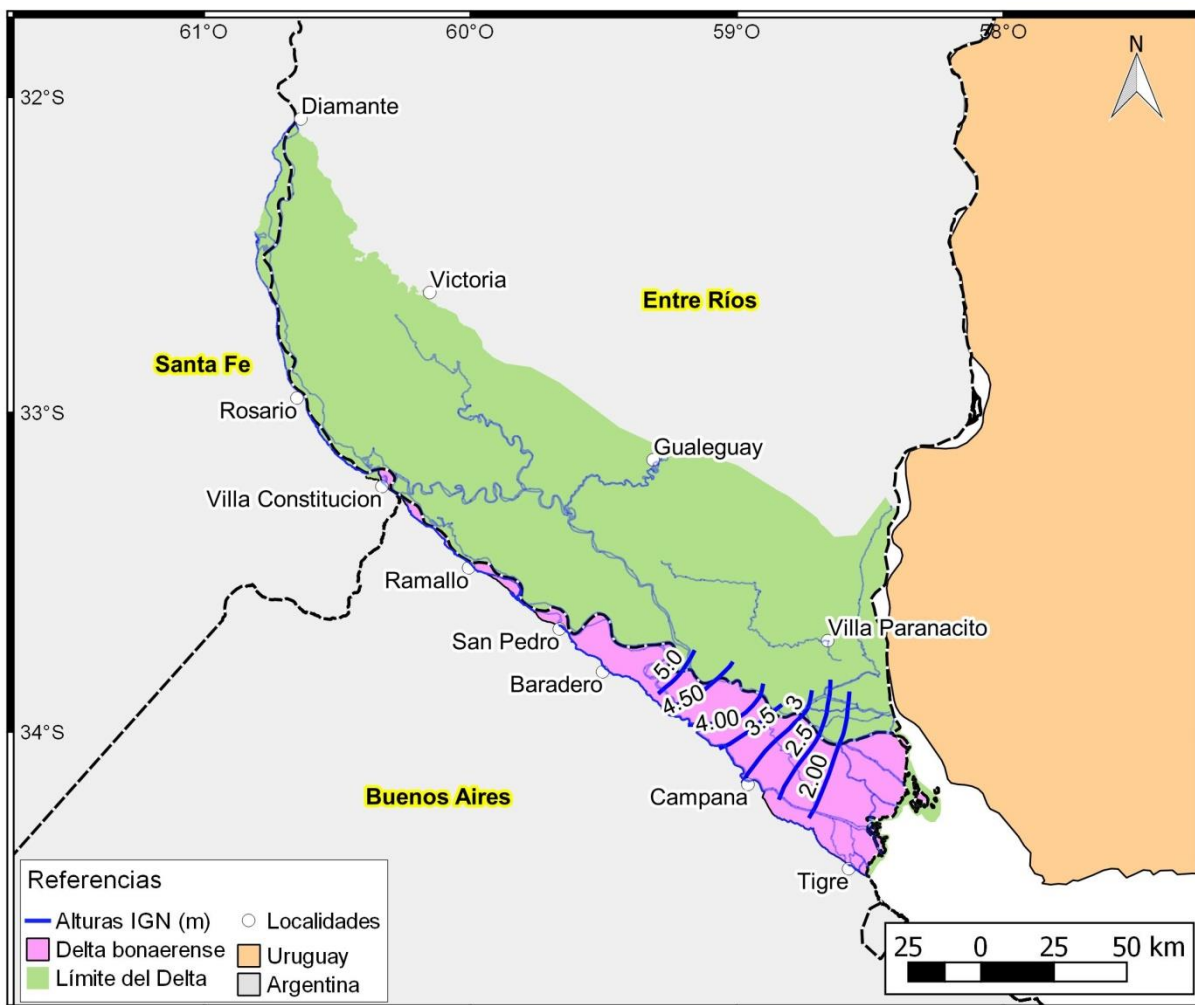 61°O
60°O
59°O
58°O
N
32°S
Diamante
Victoria
Entre Ríos
Santa Fe
33°S
Rosario
Gualeguay
Villa Constitucion
Ramallo
Villa Paranacito
San Pedro
5.0
Baradero
4.50
4.00
3.5
3
34°S
2.5
2.00
Campana
Buenos Aires
Tigre
Referencias
Alturas IGN (m)
Localidades
Delta bonaerense
Uruguay
Límite del Delta
Argentina
25 0 25 50 km